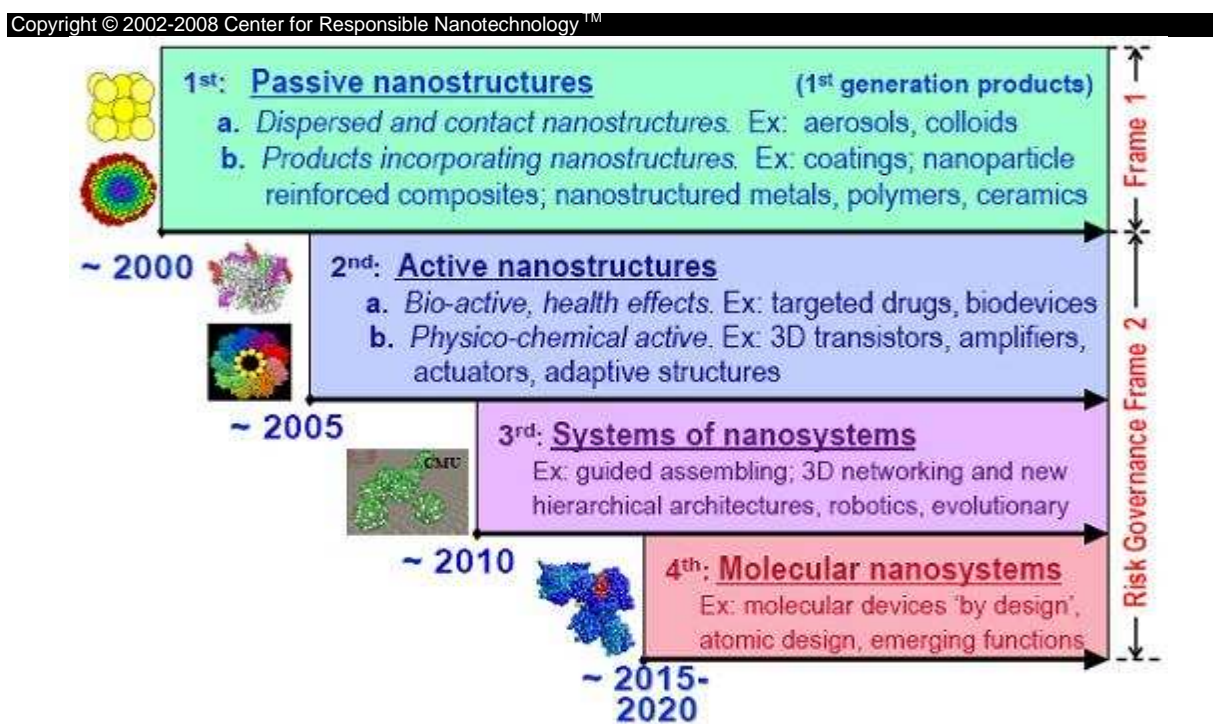 Copyright © 2002-2008 Center for Responsible Nanotechnology TM
1st: Passive nanostructures (1st generation products)
a. Dispersed and contact nanostructures. Ex: aerosols, colloids
b. Products incorporating nanostructures. Ex: coatings; nanoparticle
reinforced composites; nanostructured metals, polymers, ceramics
Frame 1
~ 2000
2nd: Active nanostructures
a. Bio-active, health effects. Ex: targeted drugs, biodevices
b. Physico-chemical active. Ex: 3D transistors, amplifiers,
actuators, adaptive structures
~ 2005
CMU
3rd: Systems of nanosystems
Ex: guided assembling; 3D networking and new
hierarchical architectures, robotics, evolutionary
~ 2010
4th: Molecular nanosystems
Ex: molecular devices ‘by design’,
atomic design, emerging functions
~ 2015-
2020
Risk Governance Frame 2